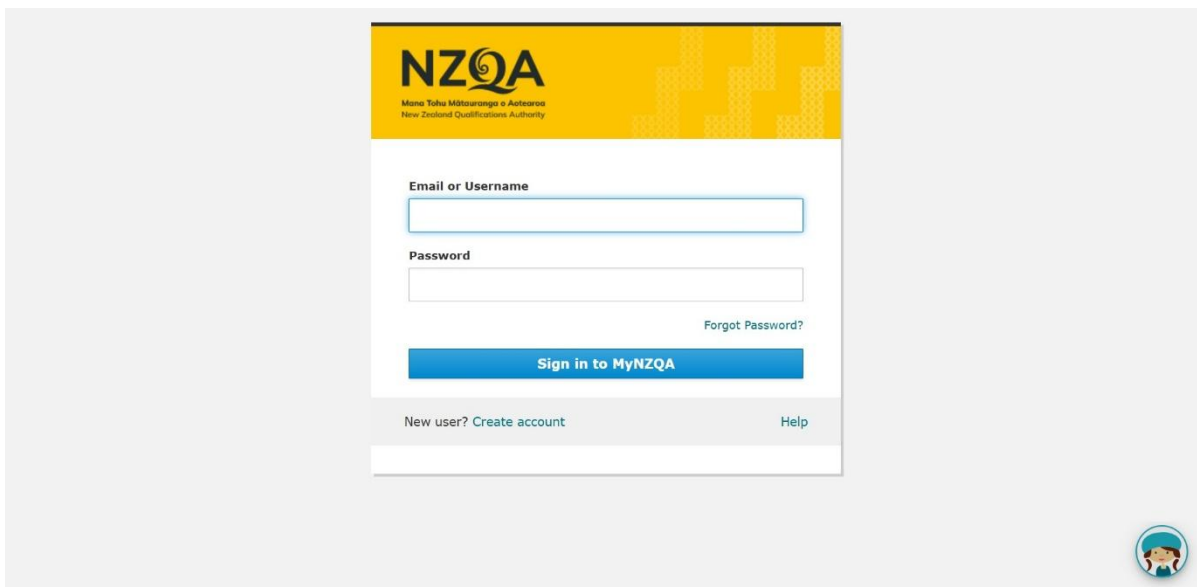 NZQA
Mana Tohu Mātauranga o Aotearoa
New Zealand Qualifications Authority
Email or Username
Password
Forgot Password?
Sign in to MyNZQA
New user? Create account Help